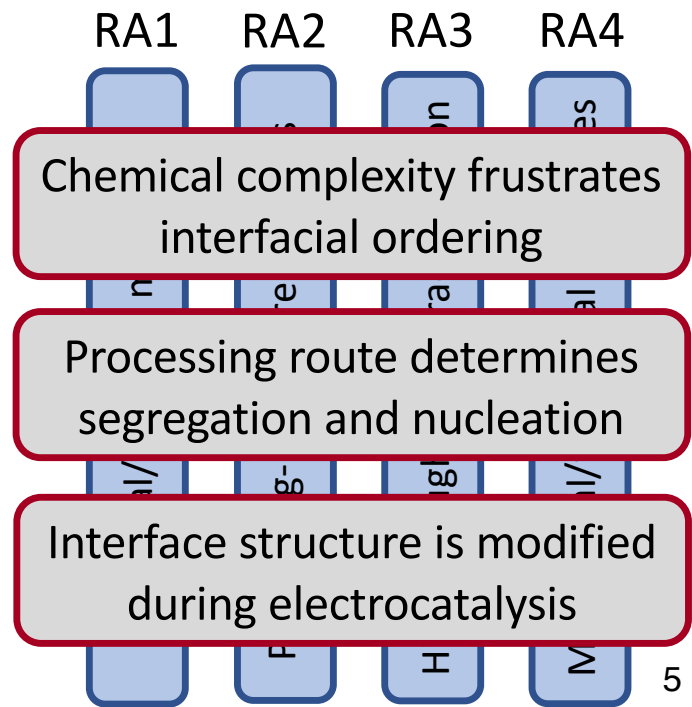 RA1 RA2 RA3 RA4
Chemical complexity frustrates
interfacial ordering
Processing route determines
segregation and nucleation
Interface structure is modified
during electrocatalysis
5